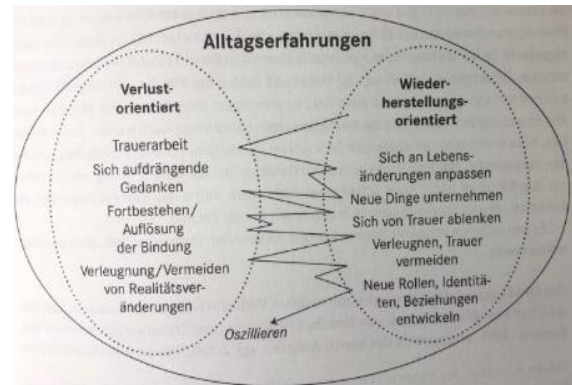 Alltagserfahrungen
Verlust-
orientiert
Trauerarbeit
Sich aufdrängende
Gedanken
Fortbestehen/
Auflösung
der Bindung
Verleugnung/Vermeiden
von Realitätsver-
änderungen
Wieder-
herstellungs-
orientiert
Sich an Lebens-
änderungen anpassen
Neue Dinge unternehmen
Sich von Trauer ablenken
Verleugnen, Trauer
vermeiden
Neue Rollen, Identitä-
ten, Beziehungen
entwickeln
Oszillieren